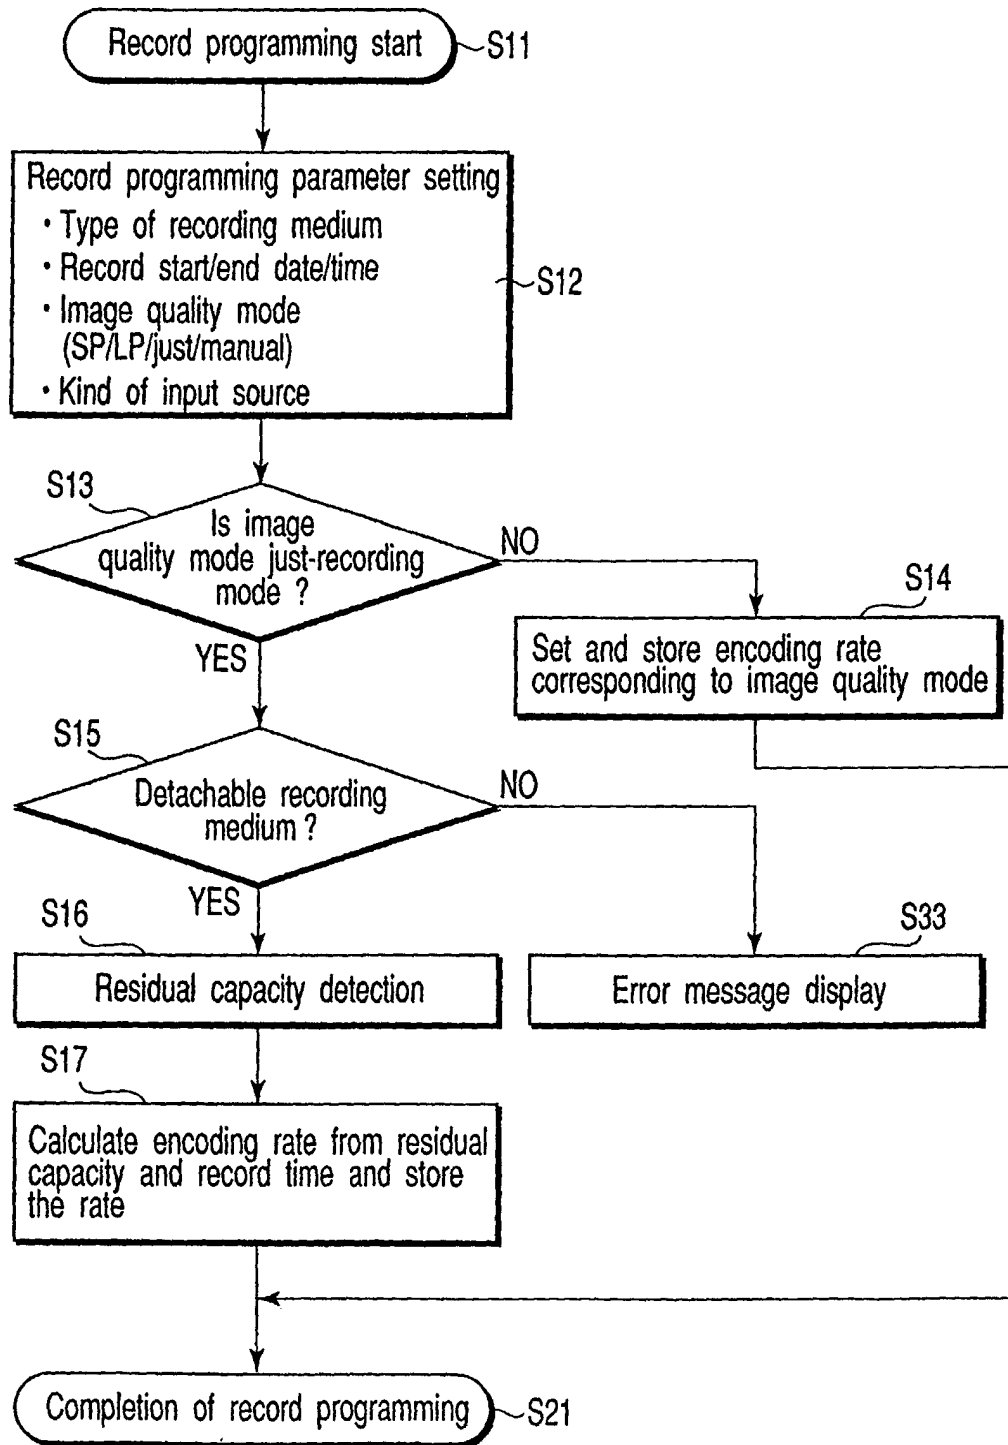 Record programming start
S11
Record programming parameter setting
・Type of recording medium
・Record start/end date/time
・Image quality mode
(SP/LP/just/manual)
・Kind of input source
S12
S13
Is image
quality mode just-recording
mode ?
NO
YES
S14
Set and store encoding rate
corresponding to image quality mode
S15
Detachable recording
medium ?
NO
YES
S16
Residual capacity detection
S33
Error message display
S17
Calculate encoding rate from residual
capacity and record time and store
the rate
Completion of record programming
S21